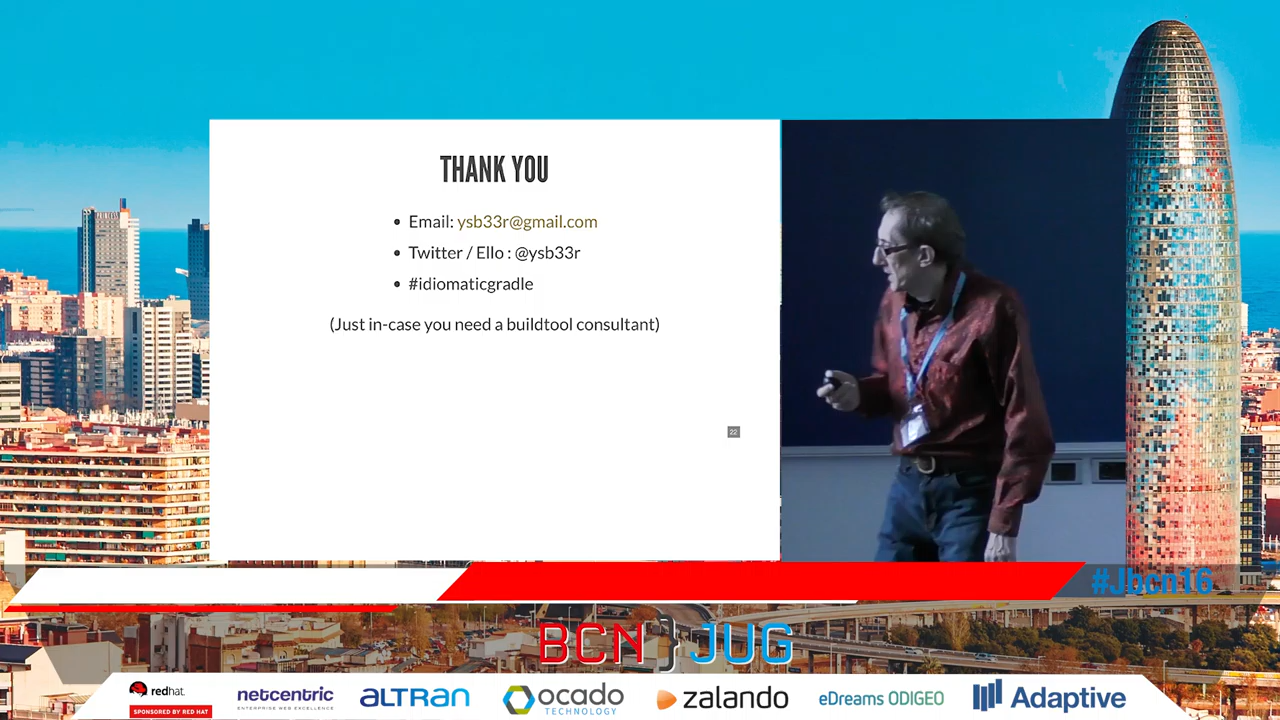 THANK YOU
Email: ysb33r@gmail.com
Twitter / Ello : @ysb33r
#idiomaticgradle
(Just in-case you need a buildtool consultant)
22
#Jbcn16
BCN}JUG
redhat.
SPONSORED BY RED HAT
netcentric
ENTERPRISE WEB EXCELLENCE
ALTRAN
ocado
TECHNOLOGY
zalando
eDreams ODIGEO
Adaptive